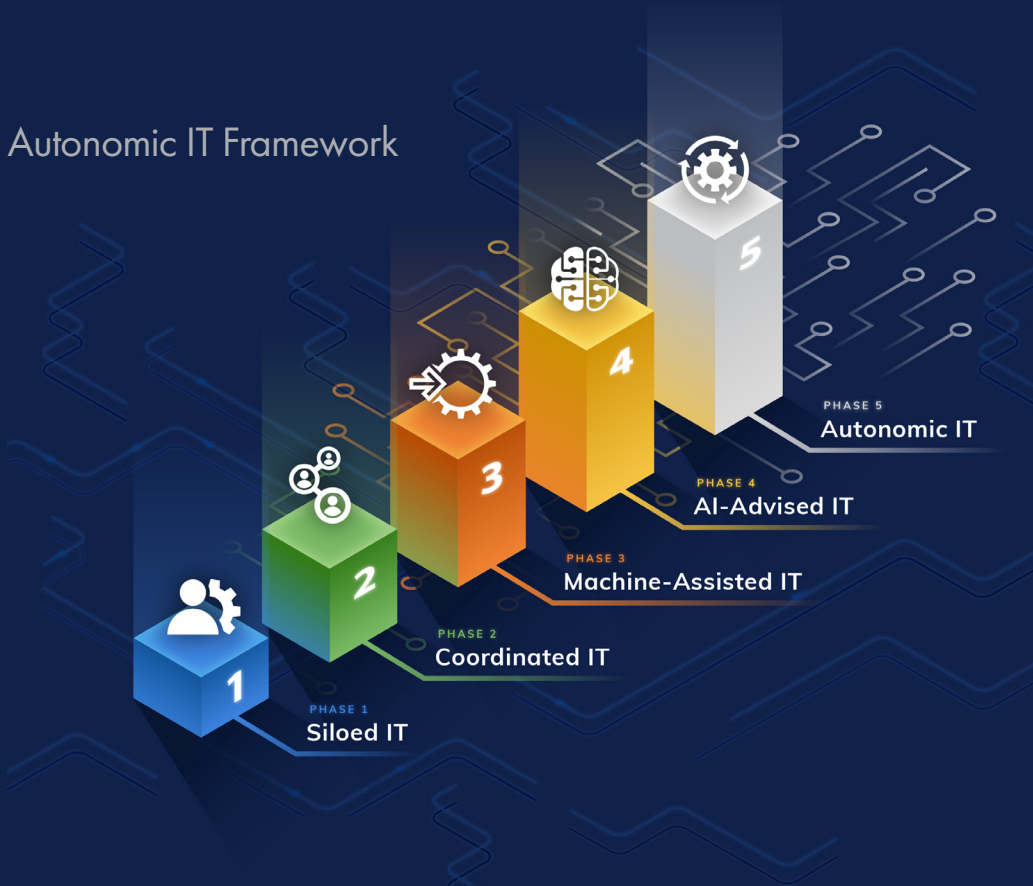 Autonomic IT Framework
5
PHASE 5
Autonomic IT
4
PHASE 4
AI-Advised IT
3
PHASE 3
Machine-Assisted IT
2
PHASE 2
Coordinated IT
1
PHASE 1
Siloed IT